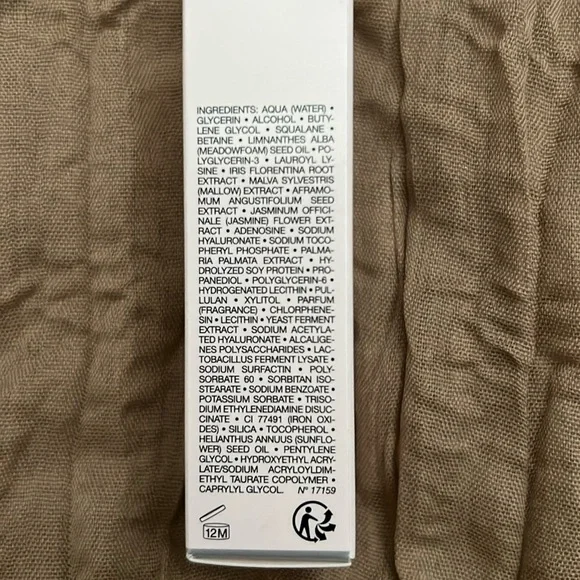 INGREDIENTS: AQUA (WATER) •
GLYCERIN • ALCOHOL • BUTY-
LENE GLYCOL • SQUALANE •
BETAINE • LIMNANTHES ALBA
(MEADOWFOAM) SEED OIL • PO-
LYGLYCERIN-3 • LAUROYL LY-
SINE • IRIS FLORENTINA ROOT
EXTRACT • MALVA SYLVESTRIS
(MALLOW) EXTRACT • AFRAMO-
MUM ANGUSTIFOLIUM SEED
EXTRACT • JASMINUM OFFICI-
NALE (JASMINE) FLOWER EXT-
RACT • ADENOSINE • SODIUM
HYALURONATE • SODIUM TOCO-
PHERYL PHOSPHATE • PALMA-
RIA PALMATA EXTRACT • HY-
DROLYZED SOY PROTEIN • PRO-
PANEDIOL • POLYGLYCERIN-6 •
HYDROGENATED LECITHIN • PUL-
LULAN • XYLITOL • PARFUM
(FRAGRANCE) • CHLORPHENE-
SIN • LECITHIN • YEAST FERMENT
EXTRACT • SODIUM ACETYLA-
TED HYALURONATE • ALCALIGE-
NES POLYSACCHARIDES • LAC-
TOBACILLUS FERMENT LYSATE •
SODIUM SURFACTIN • POLY-
SORBATE 60 • SORBITAN ISO-
STEARATE • SODIUM BENZOATE •
POTASSIUM SORBATE • TRISO-
DIUM ETHYLENEDIAMINE DISUC-
CINATE • CI 77491 (IRON OXI-
DES) • SILICA • TOCOPHEROL •
HELIANTHUS ANNUUS (SUNFLO-
WER) SEED OIL • PENTYLENE
GLYCOL • HYDROXYETHYL ACRY-
LATE/SODIUM ACRYLOYLDIM-
ETHYL TAURATE COPOLYMER •
CAPRYLYL GLYCOL. N° 17159
12M